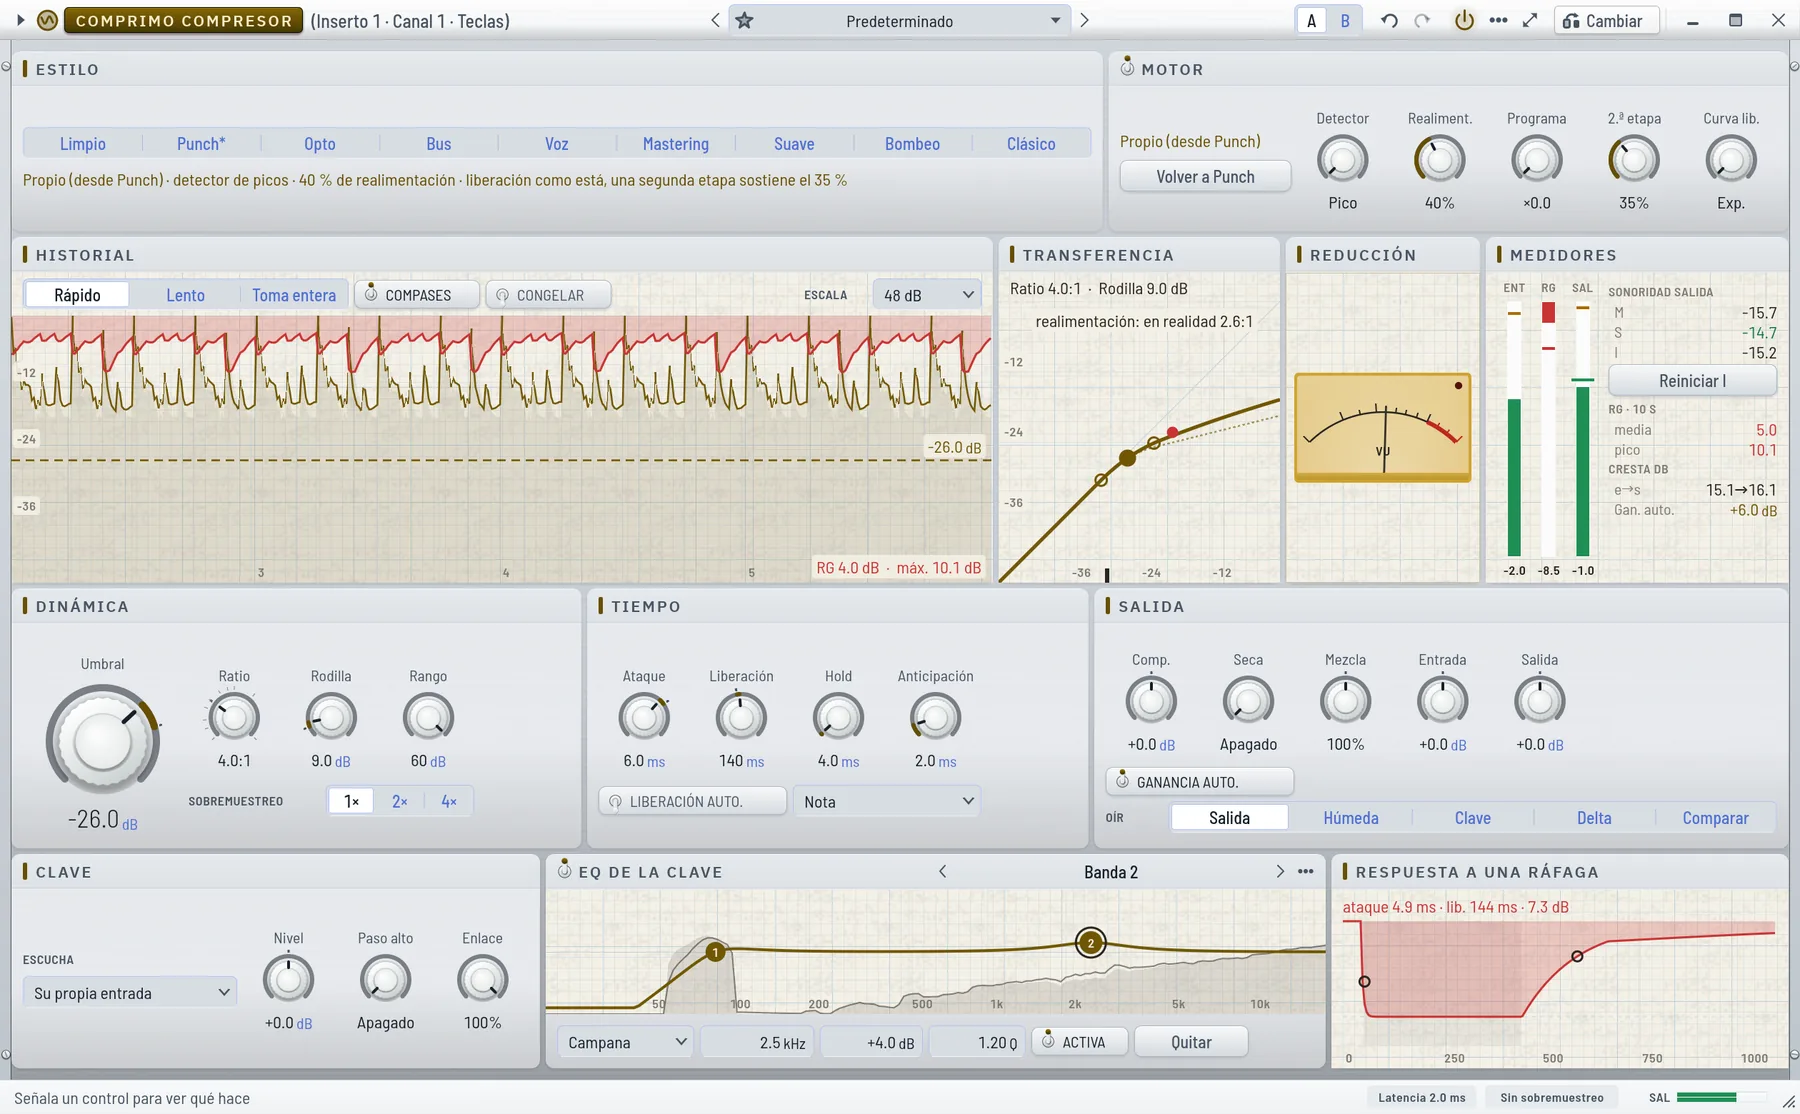 COMPRIMO COMPRESOR (Inserto 1 · Canal 1 · Teclas)
Predeterminado
A B
Cambiar
ESTILO
Limpio Punch* Opto Bus Voz Mastering Suave Bombeo Clásico
Propio (desde Punch) · detector de picos · 40 % de realimentación · liberación como está, una segunda etapa sostiene el 35 %
MOTOR
Propio (desde Punch)
Volver a Punch
Detector Realiment. Programa 2.ª etapa Curva lib.
Pico 40% ×0.0 35% Exp.
HISTORIAL
Rápido Lento Toma entera COMPASES CONGELAR ESCALA 48 dB
-12
-24
-26.0 dB
-36
3 4 5
RG 4.0 dB · máx. 10.1 dB
TRANSFERENCIA
Ratio 4.0:1 · Rodilla 9.0 dB
realimentación: en realidad 2.6:1
-12
-24
-36
-36 -24 -12
REDUCCIÓN
VU
MEDIDORES
ENT RG SAL
-2.0 -8.5 -1.0
SONORIDAD SALIDA
M -15.7
S -14.7
I -15.2
Reiniciar I
RG · 10 S
media 5.0
pico 10.1
CRESTA DB
e→s 15.1→16.1
Gan. auto. +6.0 dB
DINÁMICA
Umbral Ratio Rodilla Rango
4.0:1 9.0 dB 60 dB
-26.0 dB
SOBREMUESTREO 1× 2× 4×
TIEMPO
Ataque Liberación Hold Anticipación
6.0 ms 140 ms 4.0 ms 2.0 ms
LIBERACIÓN AUTO. Nota
SALIDA
Comp. Seca Mezcla Entrada Salida
+0.0 dB Apagado 100% +0.0 dB +0.0 dB
GANANCIA AUTO.
OÍR Salida Húmeda Clave Delta Comparar
CLAVE
ESCUCHA
Su propia entrada
Nivel Paso alto Enlace
+0.0 dB Apagado 100%
EQ DE LA CLAVE
Banda 2
1 2
50 100 200 500 1k 2k 5k 10k
Campana 2.5 kHz +4.0 dB 1.20 Q ACTIVA Quitar
RESPUESTA A UNA RÁFAGA
ataque 4.9 ms · lib. 144 ms · 7.3 dB
0 250 500 750 1000
Señala un control para ver qué hace
Latencia 2.0 ms Sin sobremuestreo SAL